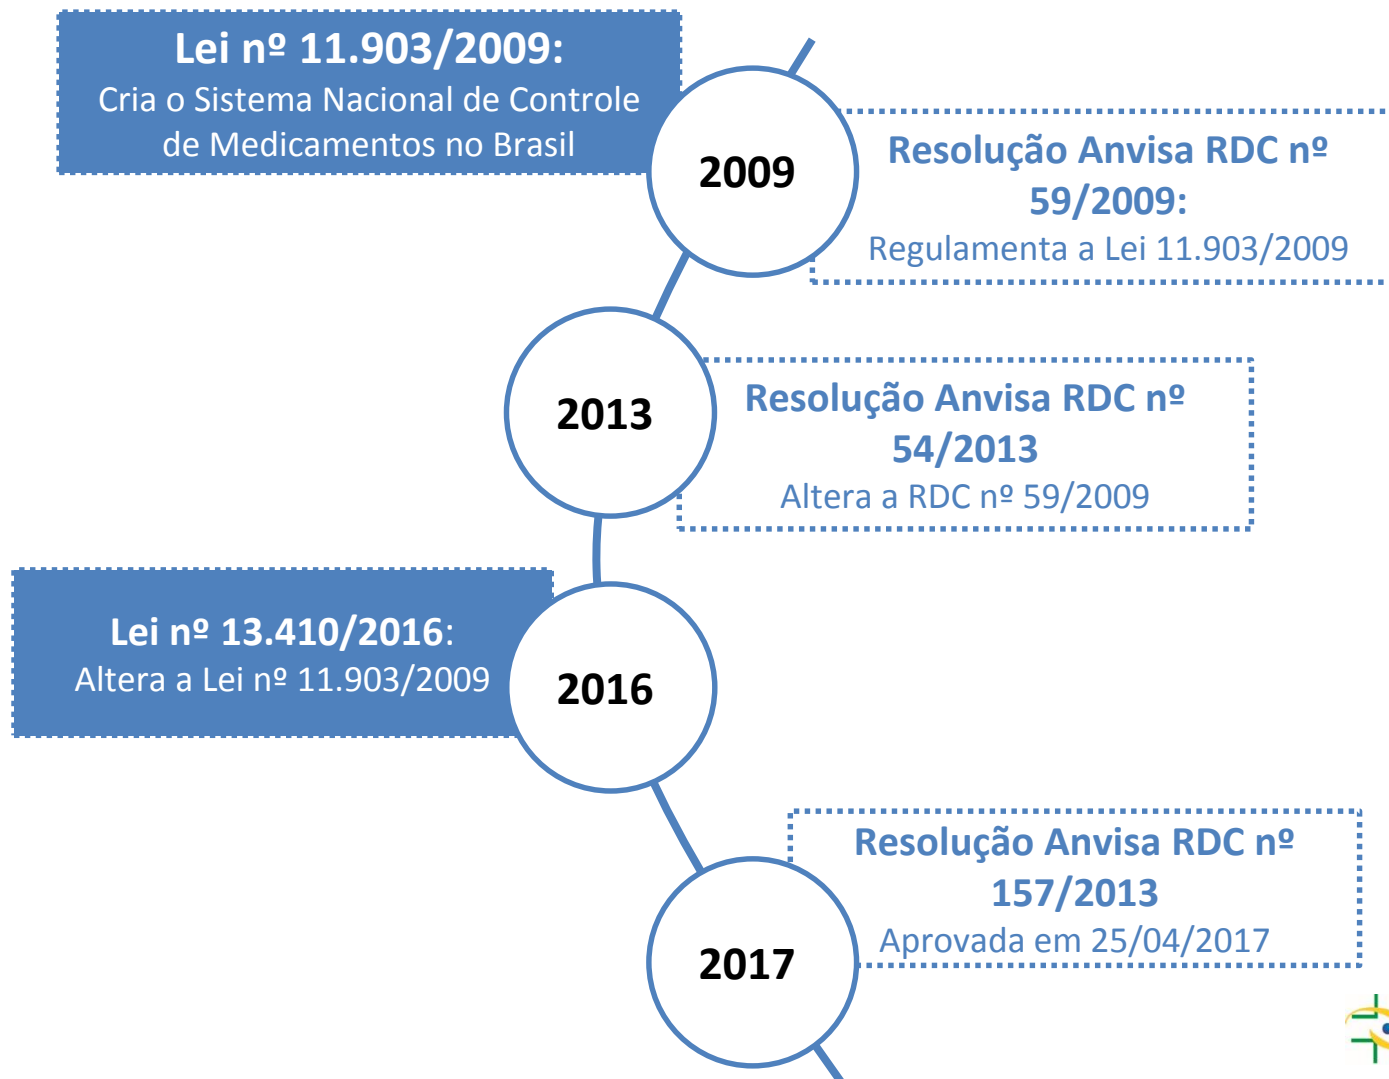 Lei nº 11.903/2009:
Cria o Sistema Nacional de Controle
de Medicamentos no Brasil
2009
Resolução Anvisa RDC nº
59/2009:
Regulamenta a Lei 11.903/2009
2013
Resolução Anvisa RDC nº
54/2013
Altera a RDC nº 59/2009
Lei nº 13.410/2016:
Altera a Lei nº 11.903/2009
2016
Resolução Anvisa RDC nº
157/2013
Aprovada em 25/04/2017
2017